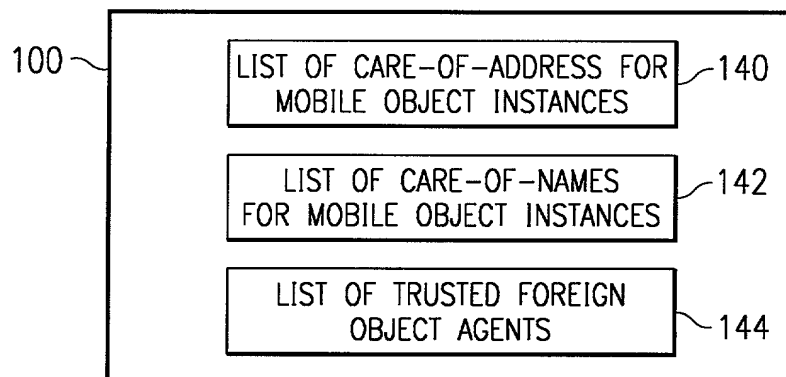 100
LIST OF CARE-OF-ADDRESS FOR
MOBILE OBJECT INSTANCES
140
LIST OF CARE-OF-NAMES
FOR MOBILE OBJECT INSTANCES
142
LIST OF TRUSTED FOREIGN
OBJECT AGENTS
144